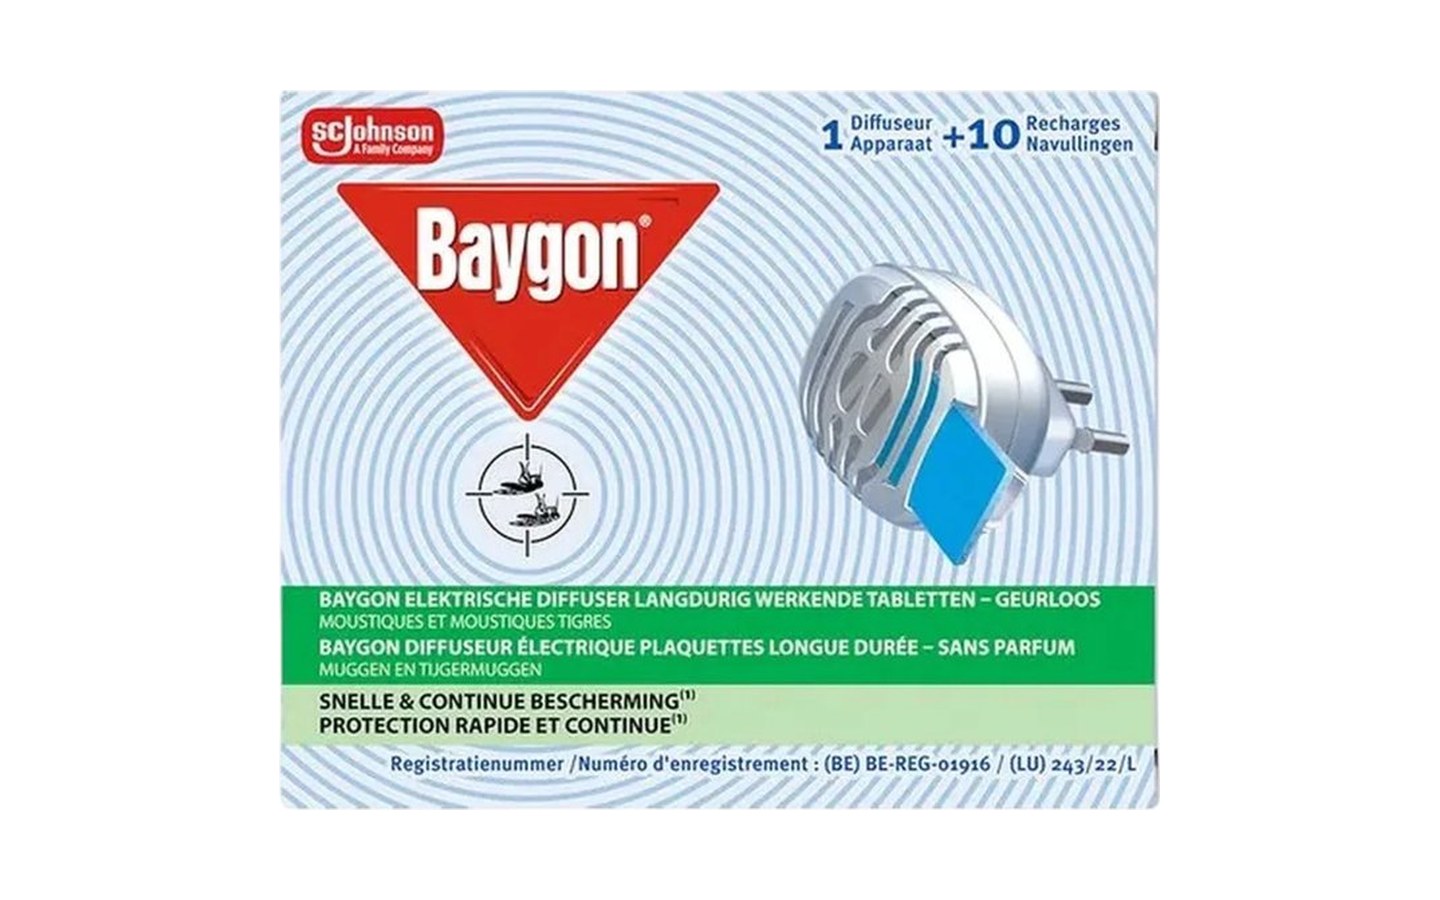 SCJohnson
A Family Company
1 Diffuseur Apparaat +10 Recharges Navullingen
Baygon®
BAYGON ELEKTRISCHE DIFFUSER LANGDURIG WERKENDE TABLETTEN – GEURLOOS
MOUSTIQUES ET MOUSTIQUES TIGRES
BAYGON DIFFUSEUR ÉLECTRIQUE PLAQUETTES LONGUE DURÉE – SANS PARFUM
MUGGEN EN TIJGERMUGGEN
SNELLE & CONTINUE BESCHERMING(1)
PROTECTION RAPIDE ET CONTINUE(1)
Registratienummer /Numéro d'enregistrement : (BE) BE-REG-01916 / (LU) 243/22/L